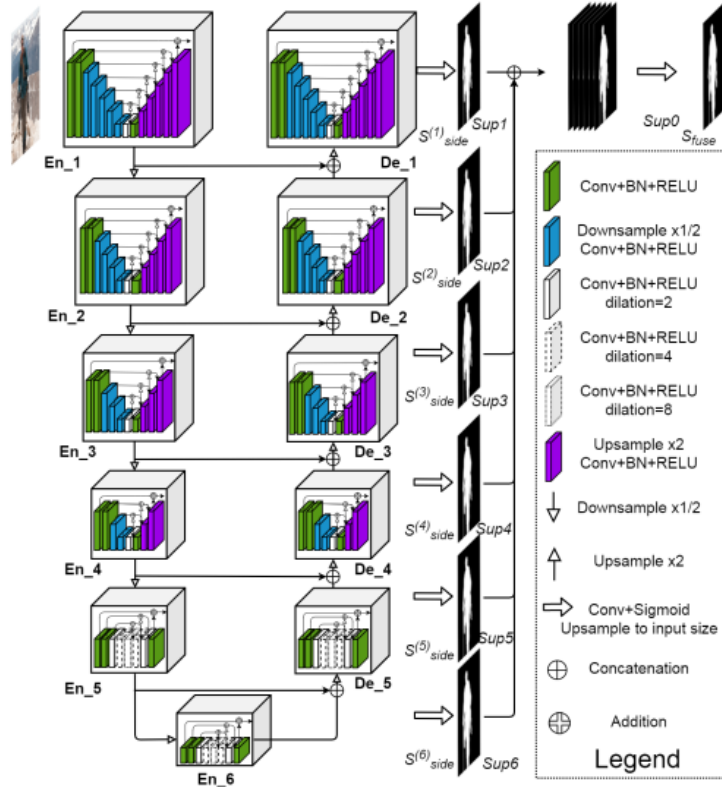 En_1
De_1
S(1)side
Sup1
Sup0
Sfuse
En_2
De_2
S(2)side
Sup2
En_3
De_3
S(3)side
Sup3
En_4
De_4
S(4)side
Sup4
En_5
De_5
S(5)side
Sup5
En_6
S(6)side
Sup6
Conv+BN+RELU
Downsample x1/2
Conv+BN+RELU
Conv+BN+RELU
dilation=2
Conv+BN+RELU
dilation=4
Conv+BN+RELU
dilation=8
Upsample x2
Conv+BN+RELU
Downsample x1/2
Upsample x2
Conv+Sigmoid
Upsample to input size
Concatenation
Addition
Legend